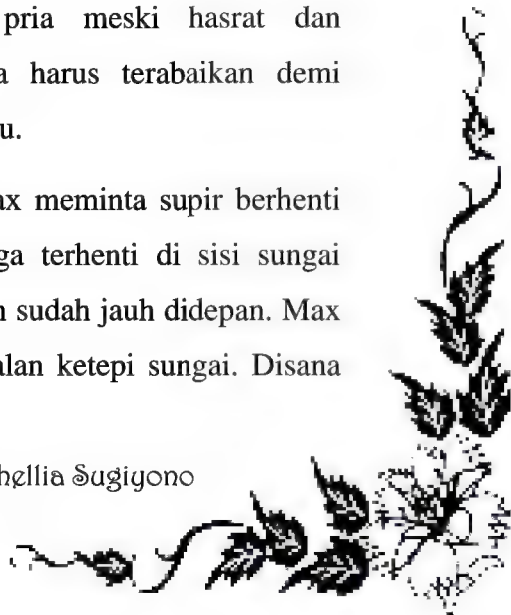 pria meski hasrat dan
a harus terabaikan demi
u.
ax meminta supir berhenti
ga terhenti di sisi sungai
n sudah jauh didepan. Max
alan ketepi sungai. Disana
hellia Sugiyono